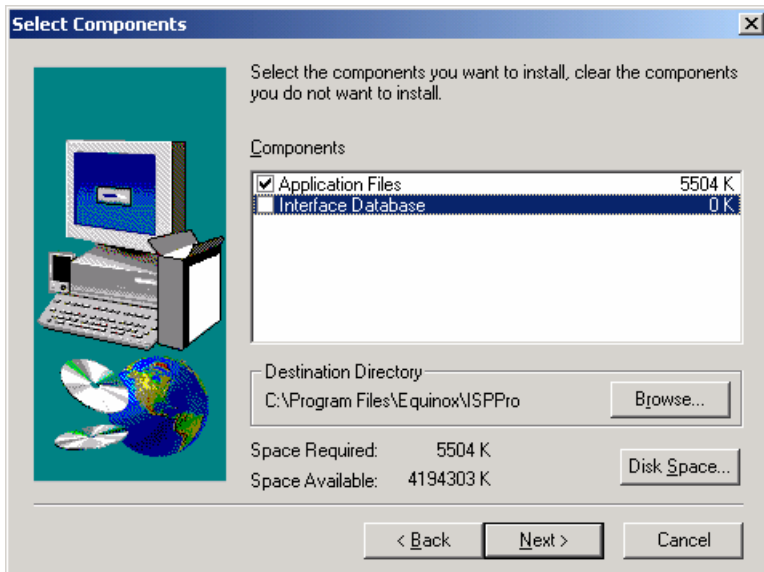 Select Components
Select the components you want to install, clear the components
you do not want to install.
Components
Application Files 5504 K
Interface Database 0 K
Destination Directory
C:\Program Files\Equinox\ISPPro
Browse...
Space Required: 5504 K
Space Available: 4194303 K
Disk Space...
< Back Next > Cancel